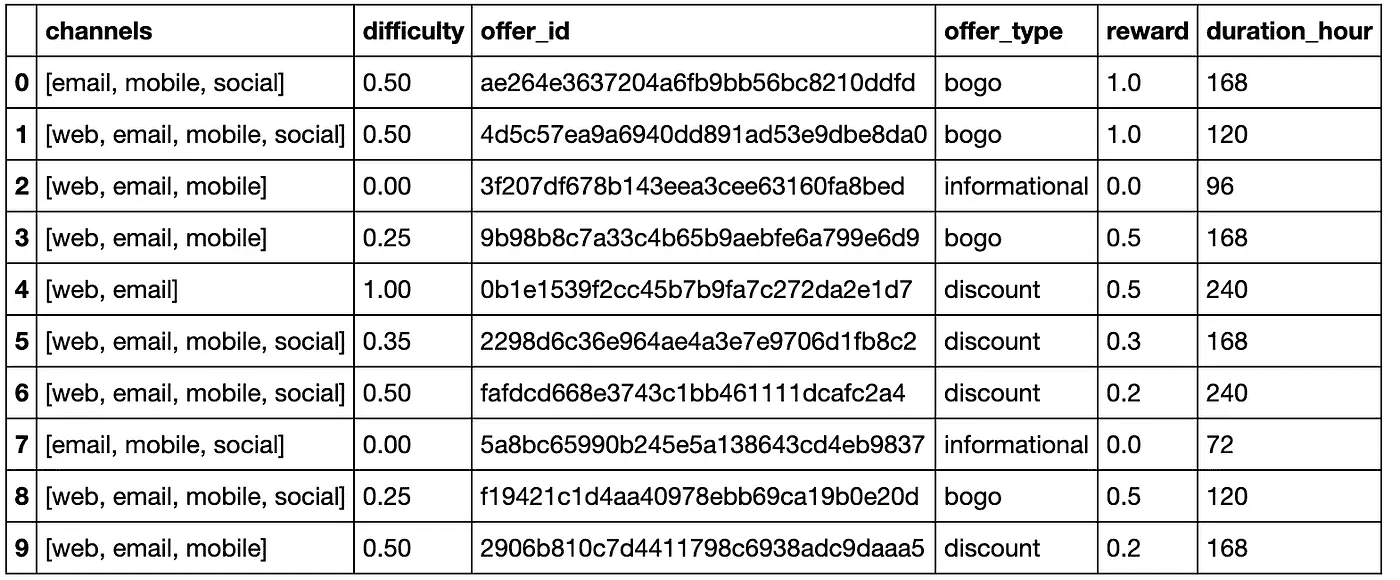 channels difficulty offer_id offer_type reward duration_hour
0 [email, mobile, social] 0.50 ae264e3637204a6fb9bb56bc8210ddfd bogo 1.0 168
1 [web, email, mobile, social] 0.50 4d5c57ea9a6940dd891ad53e9dbe8da0 bogo 1.0 120
2 [web, email, mobile] 0.00 3f207df678b143eea3cee63160fa8bed informational 0.0 96
3 [web, email, mobile] 0.25 9b98b8c7a33c4b65b9aebfe6a799e6d9 bogo 0.5 168
4 [web, email] 1.00 0b1e1539f2cc45b7b9fa7c272da2e1d7 discount 0.5 240
5 [web, email, mobile, social] 0.35 2298d6c36e964ae4a3e7e9706d1fb8c2 discount 0.3 168
6 [web, email, mobile, social] 0.50 fafdcd668e3743c1bb461111dcafc2a4 discount 0.2 240
7 [email, mobile, social] 0.00 5a8bc65990b245e5a138643cd4eb9837 informational 0.0 72
8 [web, email, mobile, social] 0.25 f19421c1d4aa40978ebb69ca19b0e20d bogo 0.5 120
9 [web, email, mobile] 0.50 2906b810c7d4411798c6938adc9daaa5 discount 0.2 168